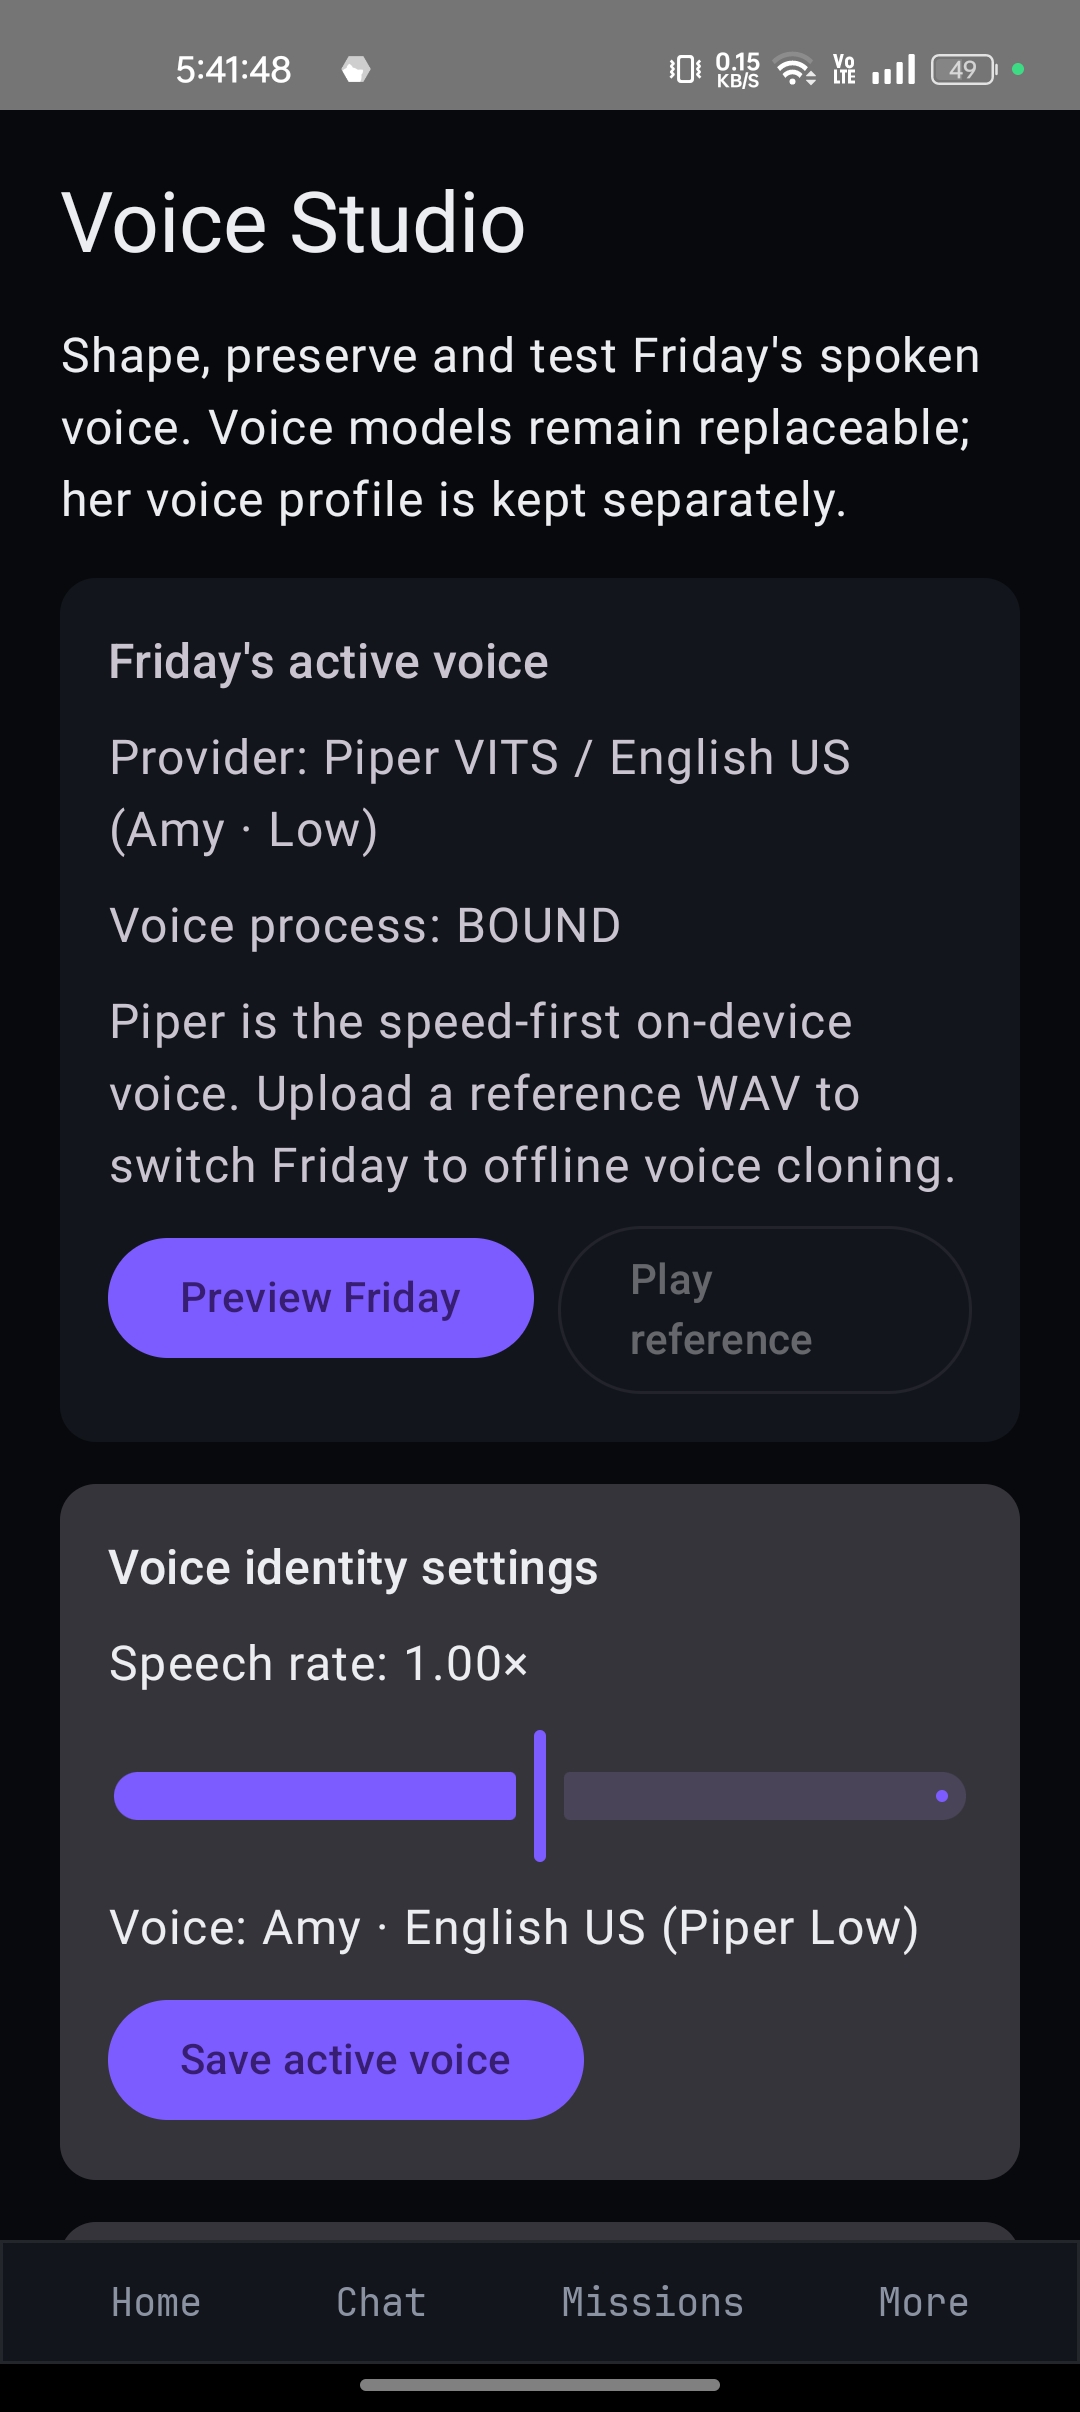 5:41:48
0.15
KB/S
Vo
LTE
49
Voice Studio
Shape, preserve and test Friday's spoken
voice. Voice models remain replaceable;
her voice profile is kept separately.
Friday's active voice
Provider: Piper VITS / English US
(Amy · Low)
Voice process: BOUND
Piper is the speed-first on-device
voice. Upload a reference WAV to
switch Friday to offline voice cloning.
Preview Friday
Play
reference
Voice identity settings
Speech rate: 1.00×
Voice: Amy · English US (Piper Low)
Save active voice
Home Chat Missions More